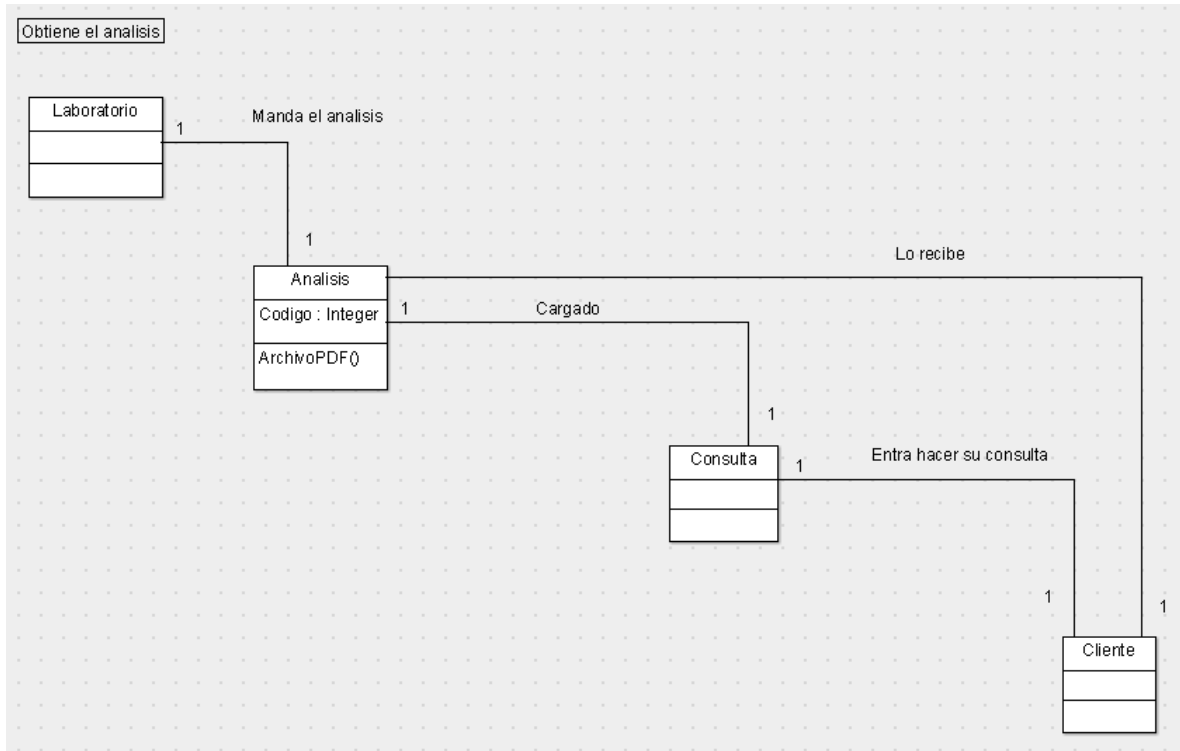 Obtiene el analisis
Laboratorio
1
Manda el analisis
1
Analisis
Codigo : Integer
ArchivoPDF()
Lo recibe
1
Cargado
1
Consulta
1
Entra hacer su consulta
1
1
Cliente